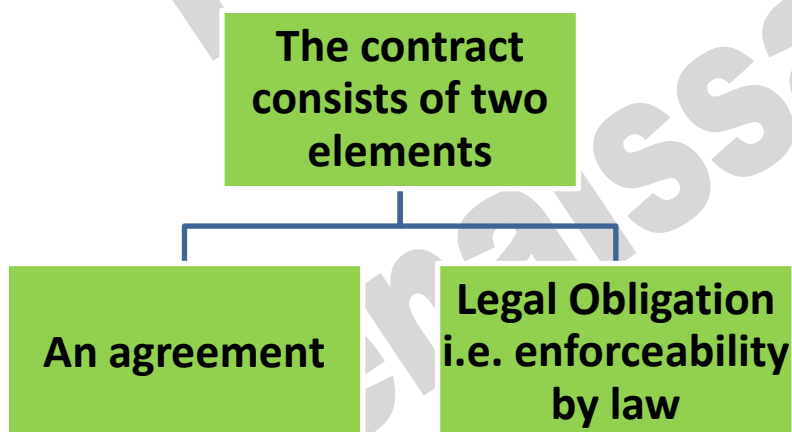 The contract
consists of two
elements
An agreement
Legal Obligation
i.e. enforceability
by law